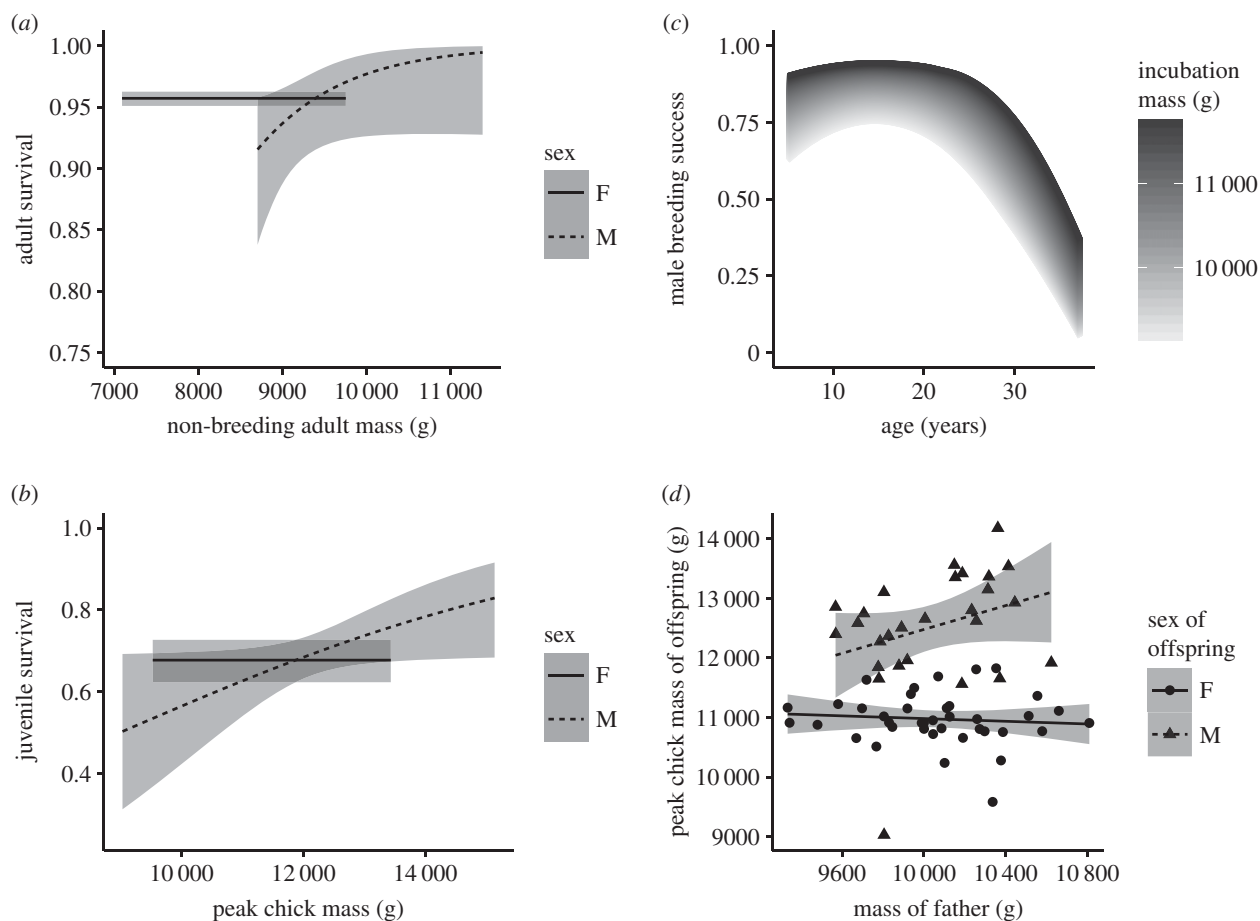 (a)
1.00
0.95
0.90
0.85
0.80
0.75
adult survival
7000 8000 9000 10 000 11 000
non-breeding adult mass (g)
sex
F
M
(c)
1.00
0.75
0.50
0.25
0
male breeding success
10 20 30
age (years)
incubation
mass (g)
11 000
10 000
(b)
1.0
0.8
0.6
0.4
juvenile survival
10 000 12 000 14 000
peak chick mass (g)
sex
F
M
(d)
14 000
13 000
12 000
11 000
10 000
9000
peak chick mass of offspring (g)
9600 10 000 10 400 10 800
mass of father (g)
sex of
offspring
F
M